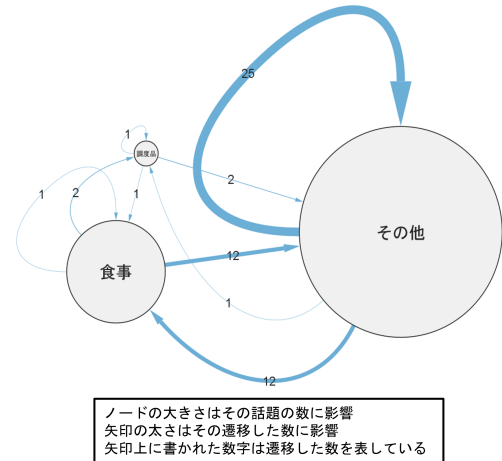 25
1
調度品
1
2
1
2
その他
食事
12
1
12
ノードの大きさはその話題の数に影響
矢印の太さはその遷移した数に影響
矢印上に書かれた数字は遷移した数を表している